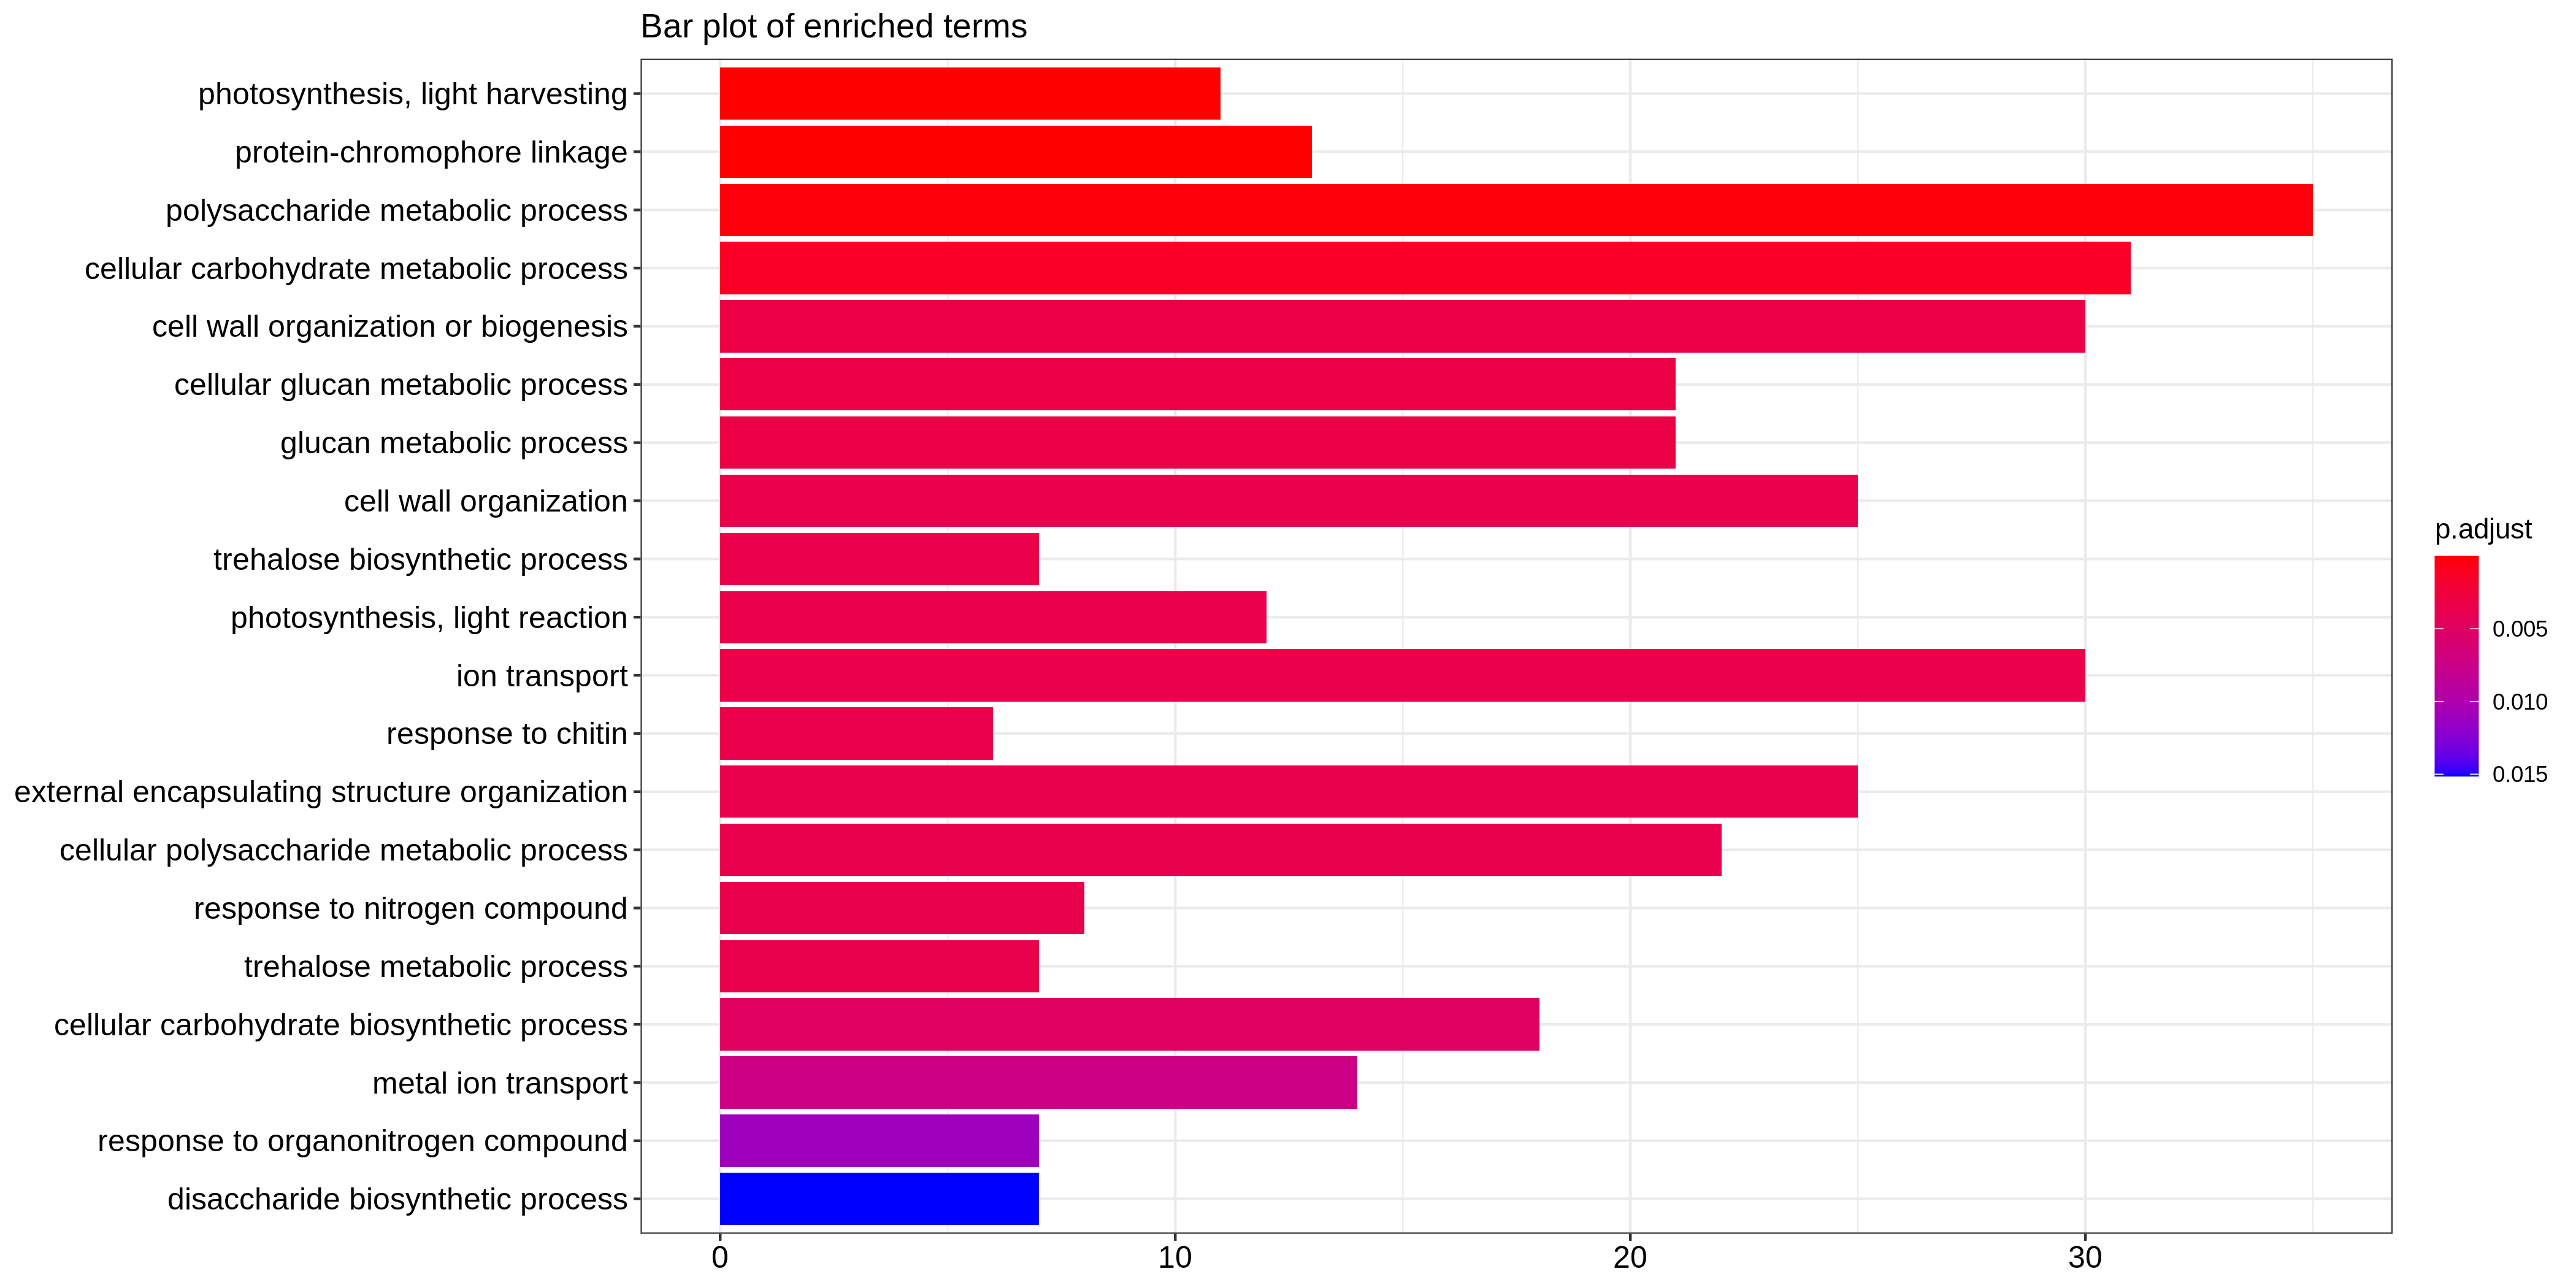 Bar plot of enriched terms
photosynthesis, light harvesting
protein-chromophore linkage
polysaccharide metabolic process
cellular carbohydrate metabolic process
cell wall organization or biogenesis
cellular glucan metabolic process
glucan metabolic process
cell wall organization
trehalose biosynthetic process
photosynthesis, light reaction
ion transport
response to chitin
external encapsulating structure organization
cellular polysaccharide metabolic process
response to nitrogen compound
trehalose metabolic process
cellular carbohydrate biosynthetic process
metal ion transport
response to organonitrogen compound
disaccharide biosynthetic process
0 10 20 30
p.adjust
0.005
0.010
0.015